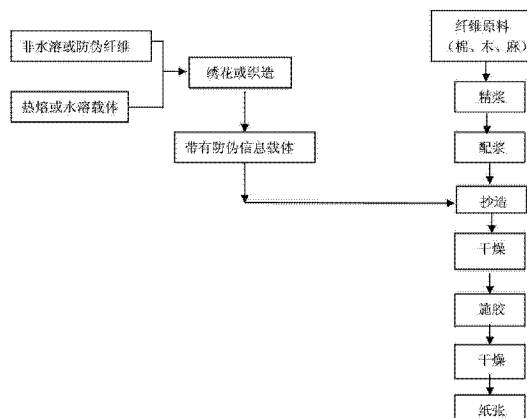 非水溶或防伪纤维
热熔或水溶载体
绣花或织造
带有防伪信息载体
纤维原料
（棉、木、麻）
精浆
配浆
抄造
干燥
施胶
干燥
纸张